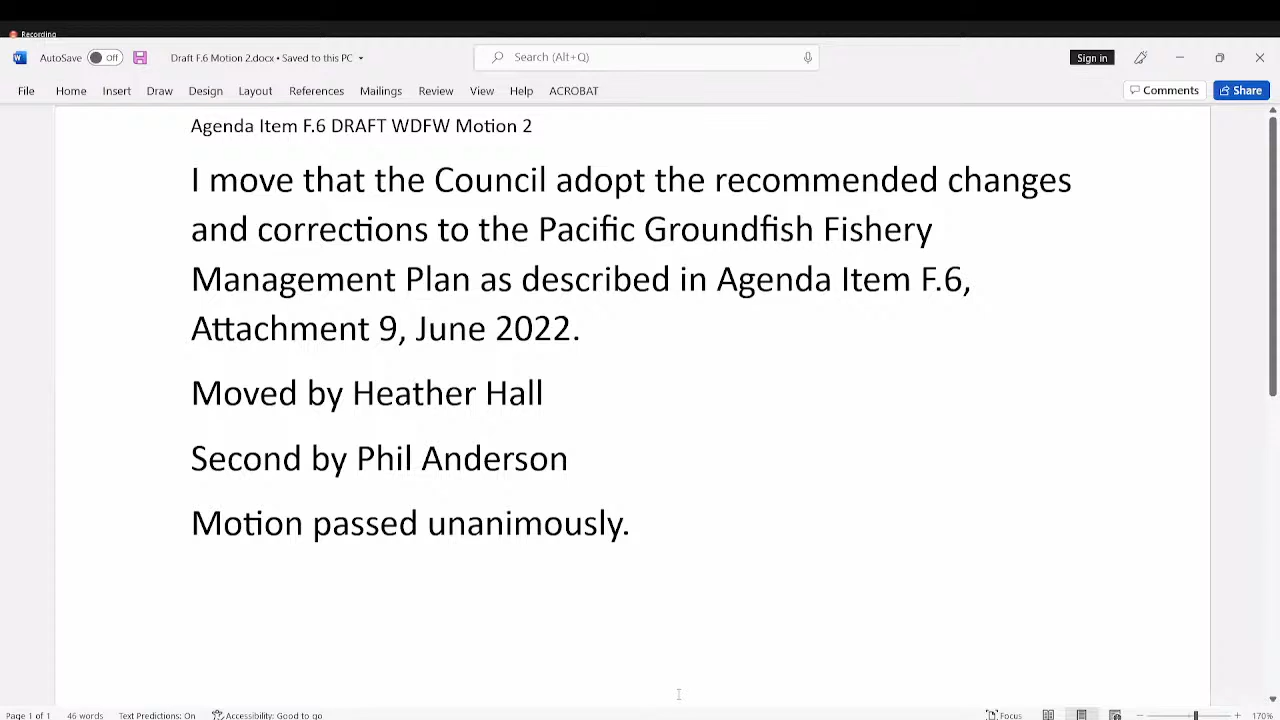 Recording
AutoSave Off Draft F.6 Motion 2.docx • Saved to this PC Search (Alt+Q) Sign in
File Home Insert Draw Design Layout References Mailings Review View Help ACROBAT Comments Share
Agenda Item F.6 DRAFT WDFW Motion 2
I move that the Council adopt the recommended changes
and corrections to the Pacific Groundfish Fishery
Management Plan as described in Agenda Item F.6,
Attachment 9, June 2022.
Moved by Heather Hall
Second by Phil Anderson
Motion passed unanimously.
Page 1 of 1 46 words Text Predictions: On Accessibility: Good to go Focus 170%